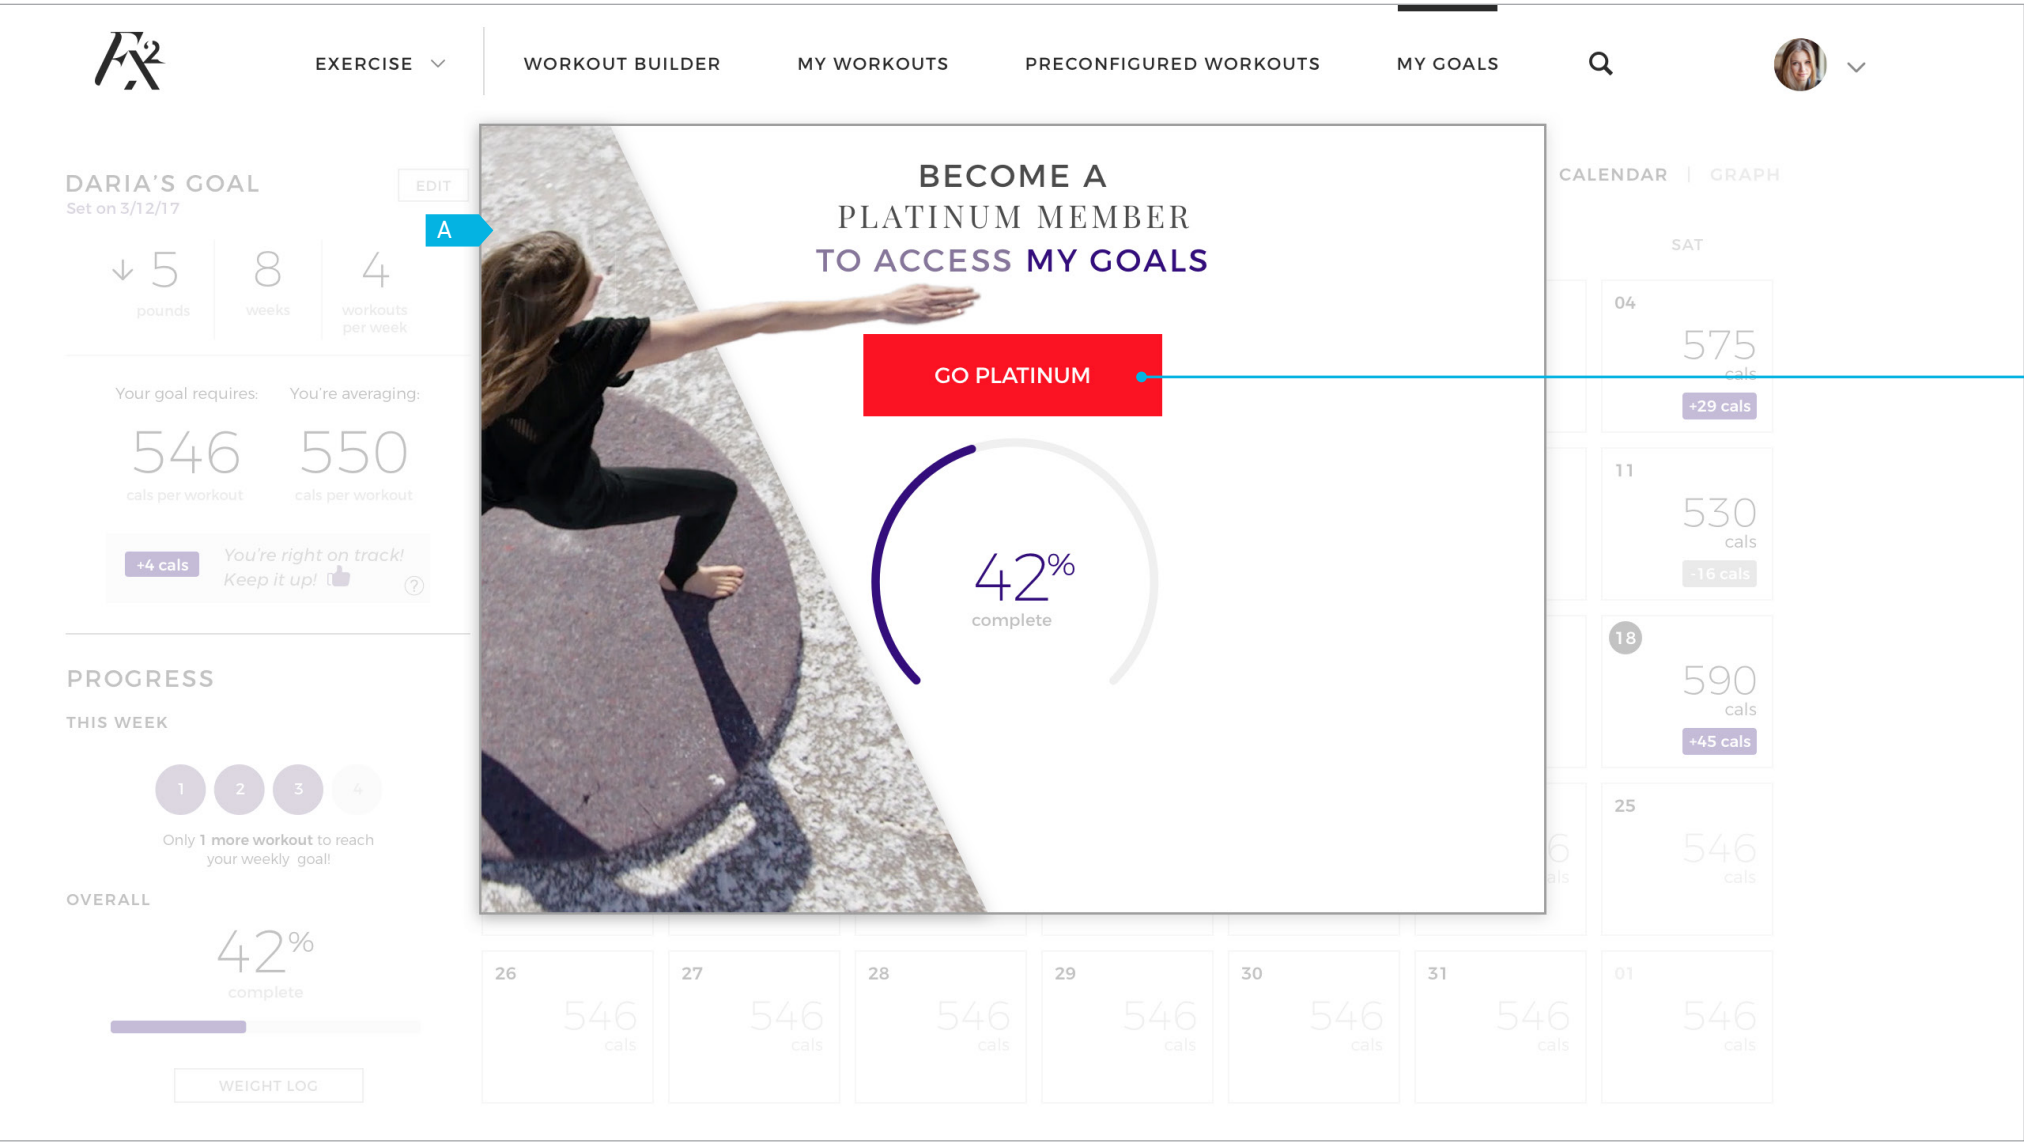 FX2
EXERCISE
WORKOUT BUILDER
MY WORKOUTS
PRECONFIGURED WORKOUTS
MY GOALS
DARIA'S GOAL
EDIT
Set on 3/12/17
A
5
pounds
8
weeks
4
workouts
per week
Your goal requires:
546
cals per workout
You're averaging:
550
cals per workout
+4 cals
You're right on track!
Keep it up!
?
PROGRESS
THIS WEEK
1 2 3 4
Only 1 more workout to reach
your weekly goal!
OVERALL
42%
complete
WEIGHT LOG
BECOME A
PLATINUM MEMBER
TO ACCESS MY GOALS
GO PLATINUM
42%
complete
CALENDAR | GRAPH
SAT
04
575
cals
+29 cals
11
530
cals
-16 cals
18
590
cals
+45 cals
6
als
25
546
cals
26
546
cals
27
546
cals
28
546
cals
29
546
cals
30
546
cals
31
546
cals
01
546
cals